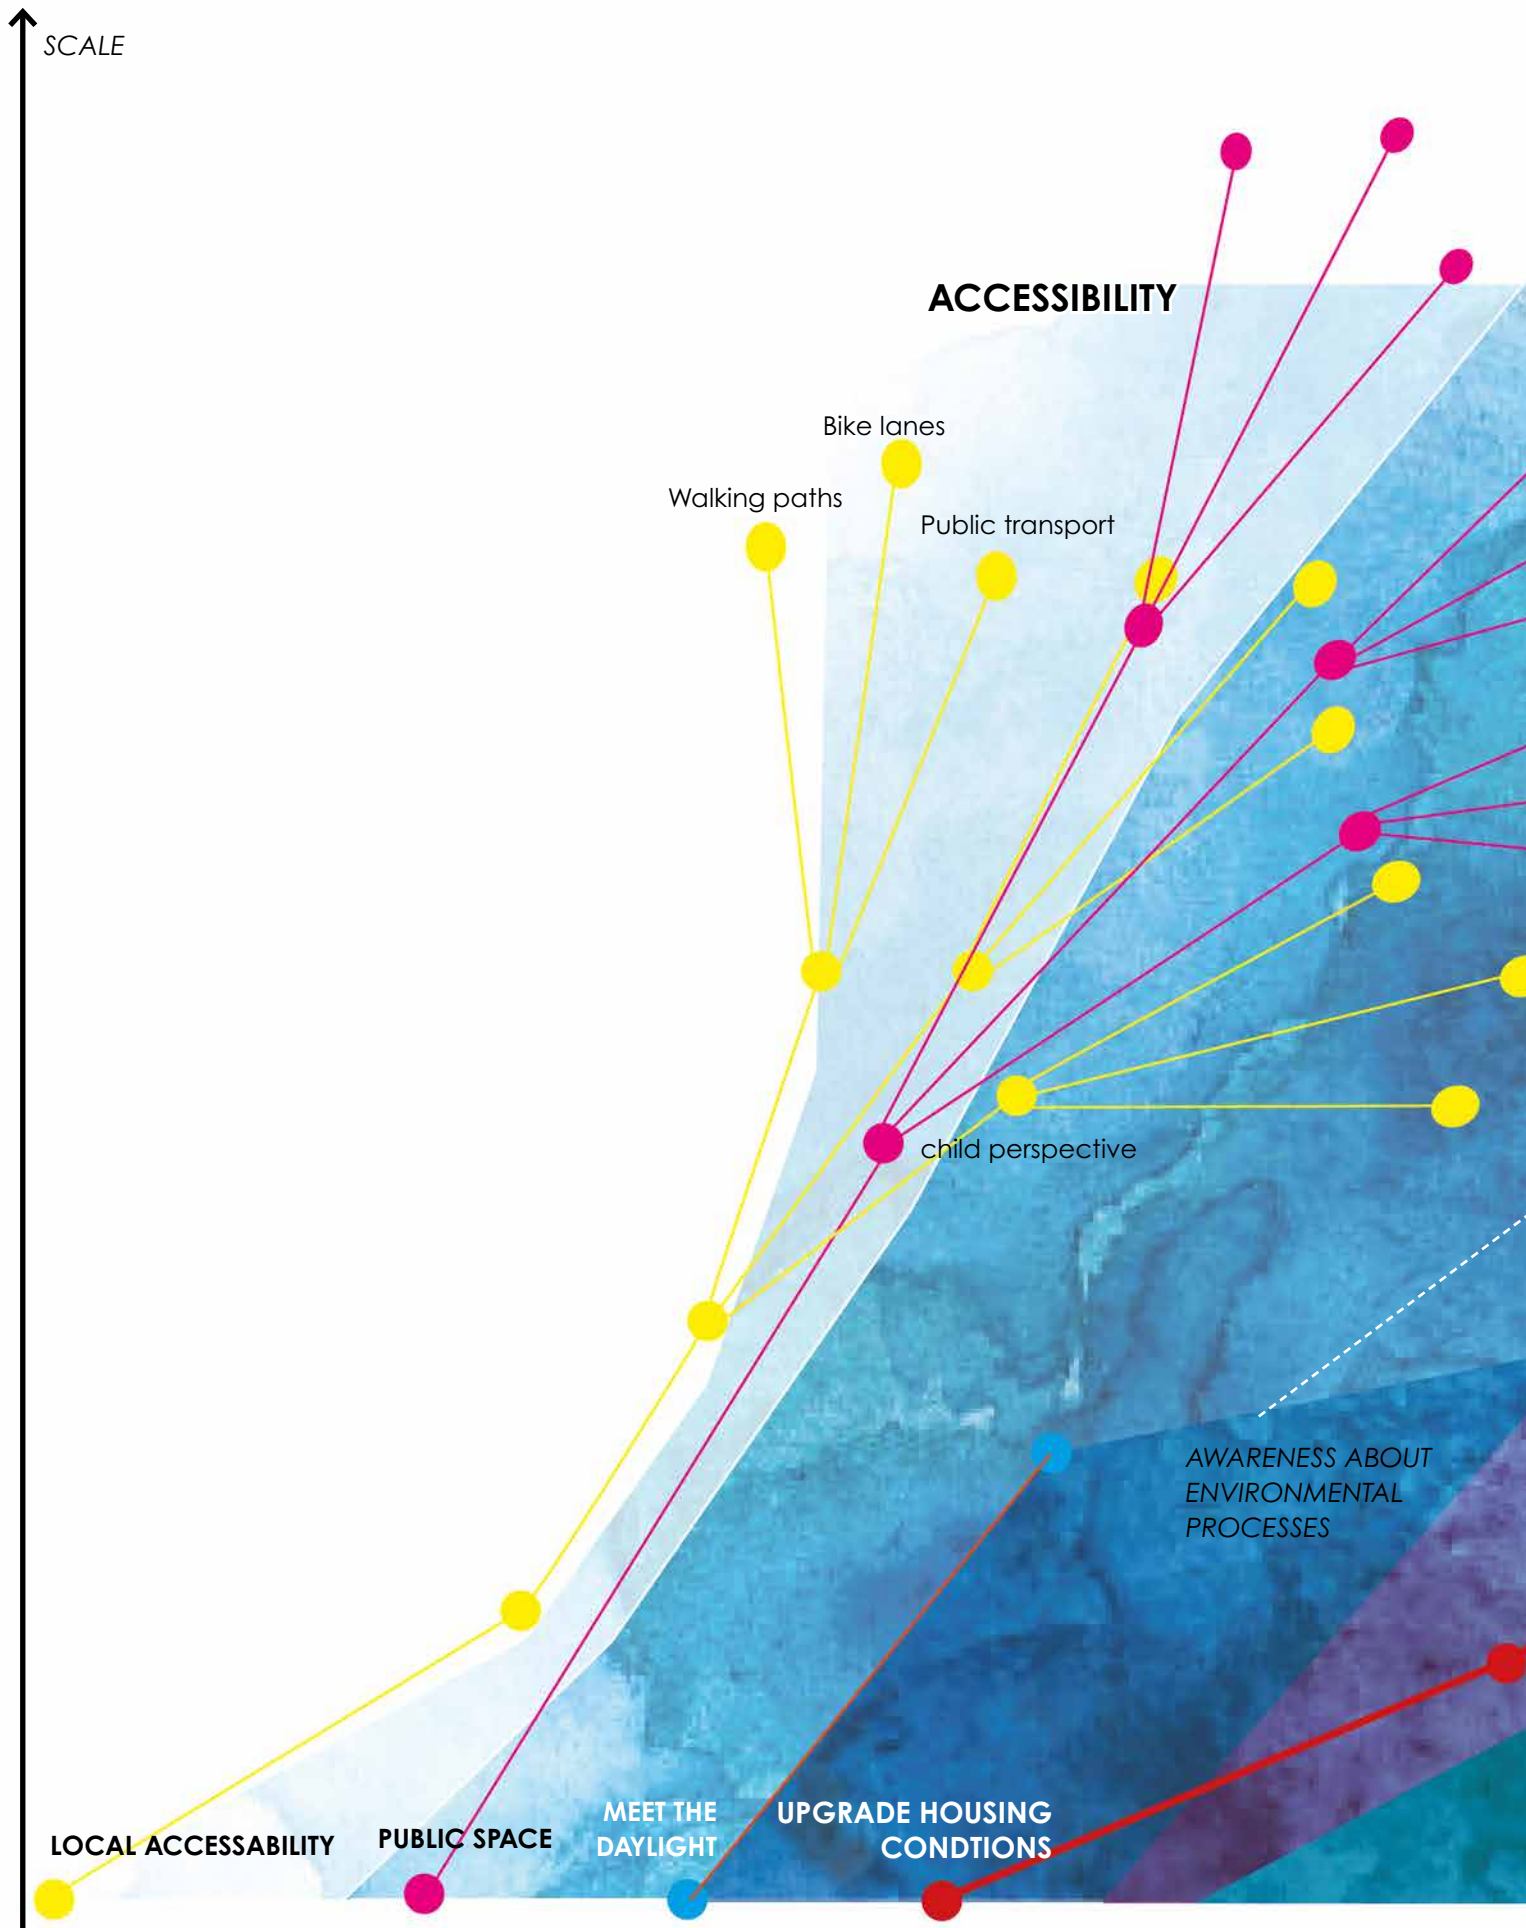 SCALE
ACCESSIBILITY
Bike lanes
Walking paths
Public transport
child perspective
AWARENESS ABOUT
ENVIRONMENTAL
PROCESSES
LOCAL ACCESSABILITY
PUBLIC SPACE
MEET THE
DAYLIGHT
UPGRADE HOUSING
CONDTIONS